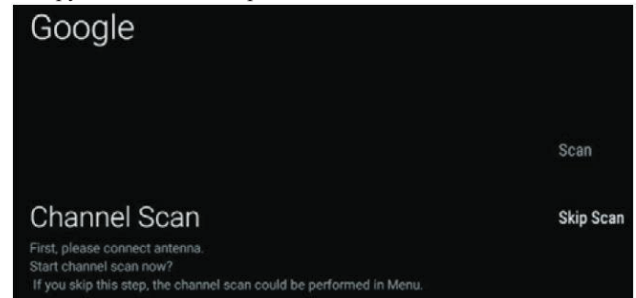 Google
Scan
Channel Scan
Skip Scan
First, please connect antenna.
Start channel scan now?
If you skip this step, the channel scan could be performed in Menu.